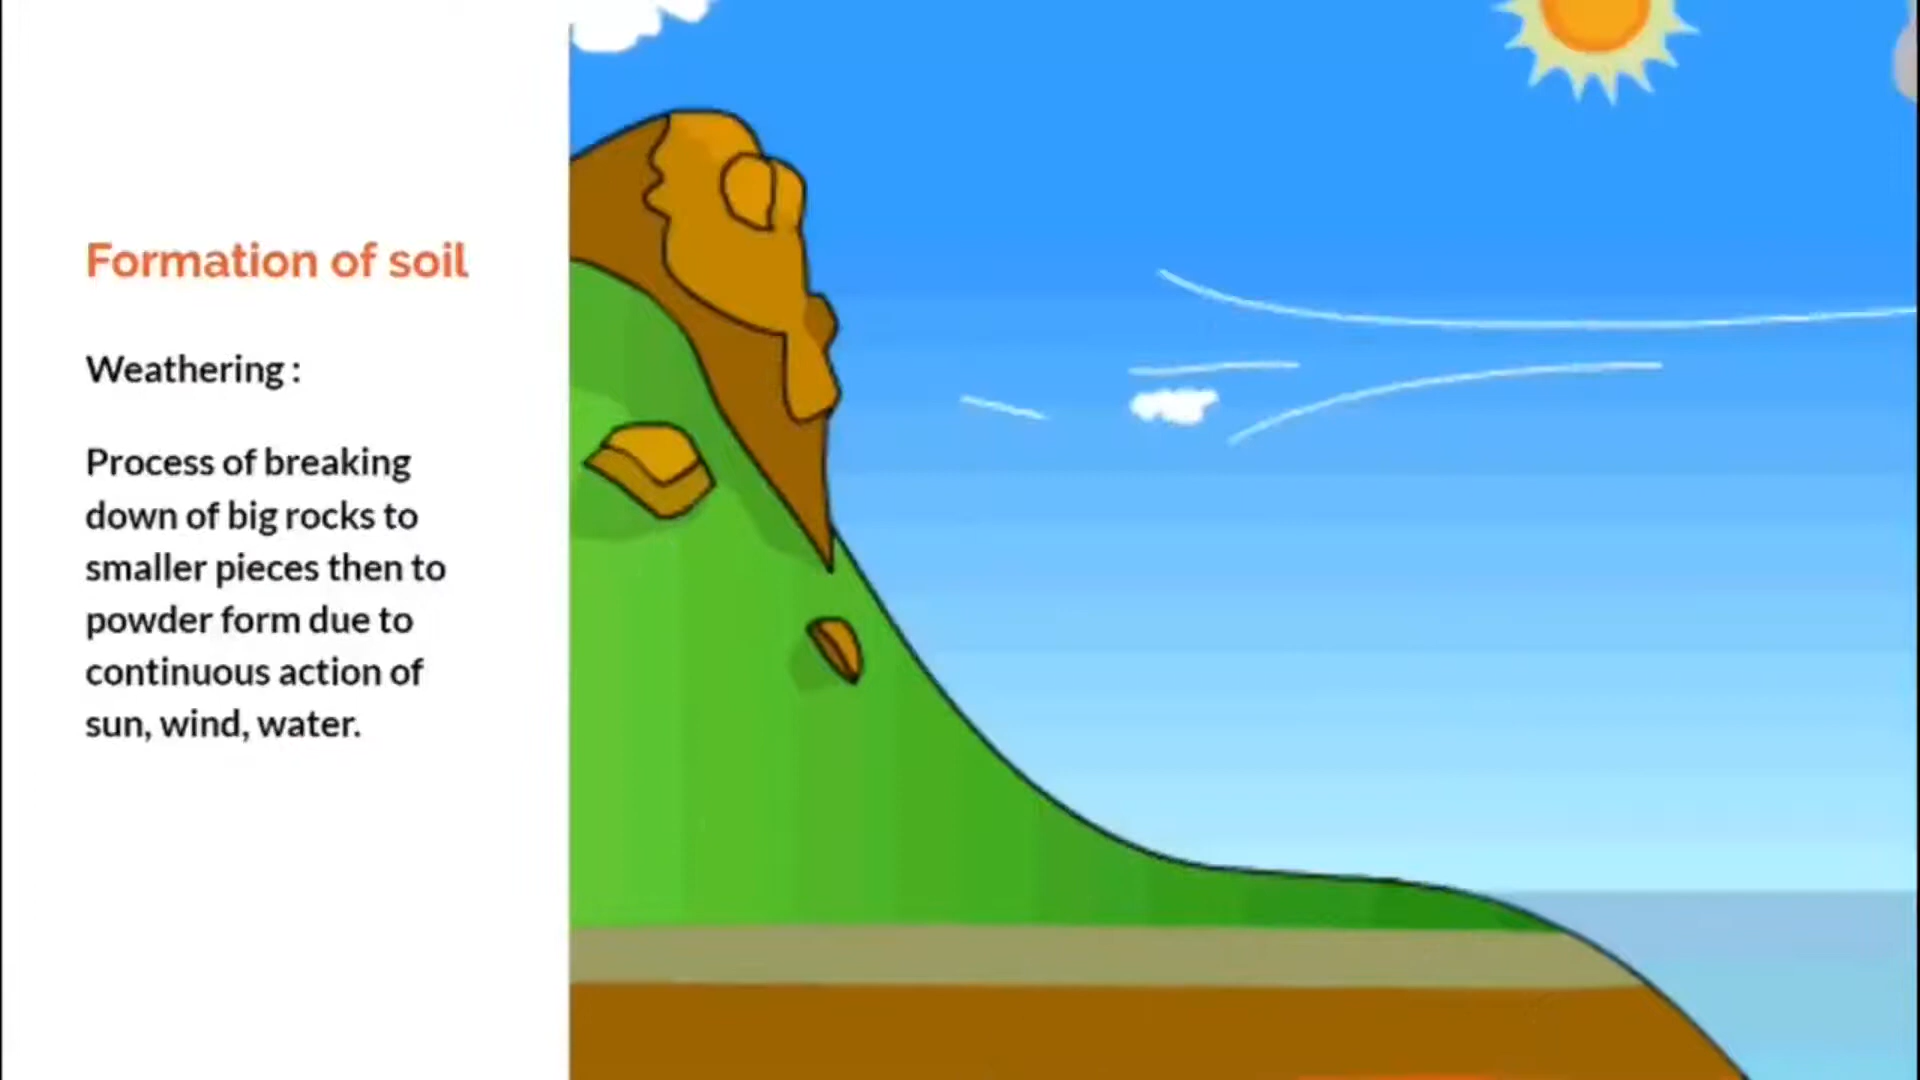 Formation of soil
Weathering :
Process of breaking
down of big rocks to
smaller pieces then to
powder form due to
continuous action of
sun, wind, water.